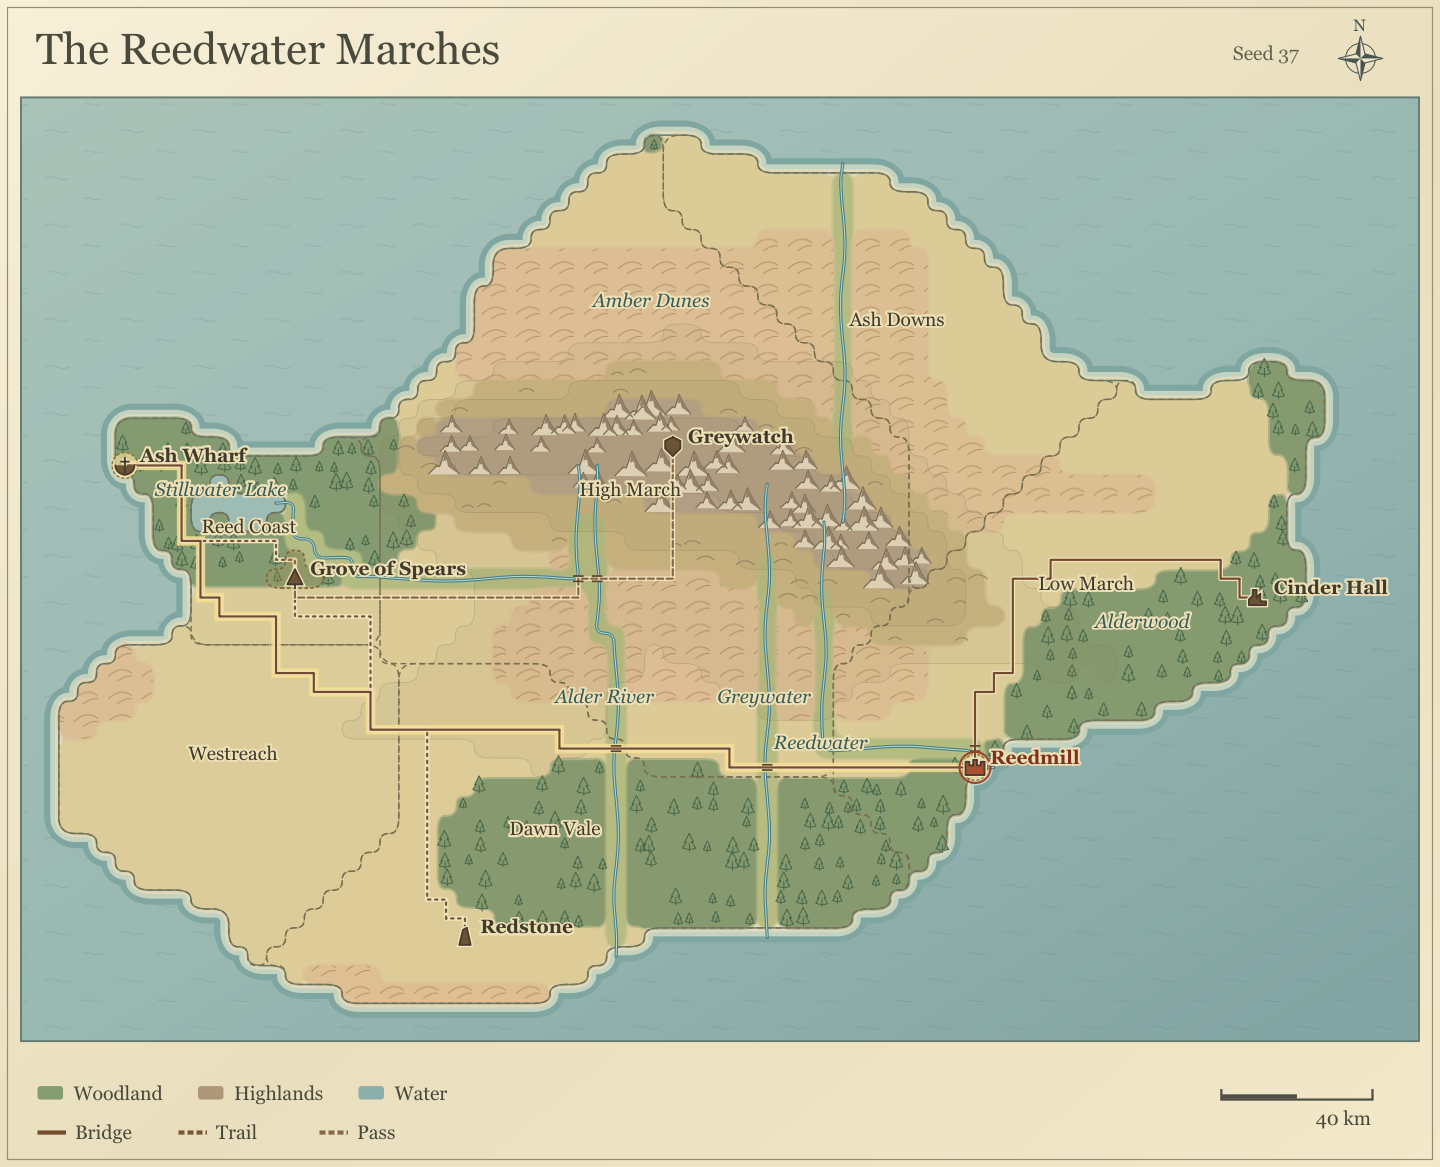 The Reedwater Marches
Seed 37
N
Amber Dunes
Ash Downs
Greywatch
Ash Wharf
Stillwater Lake
High March
Reed Coast
Grove of Spears
Low March
Cinder Hall
Alderwood
Alder River
Greywater
Reedwater
Westreach
Reedmill
Dawn Vale
Redstone
Woodland
Highlands
Water
Bridge
Trail
Pass
40 km